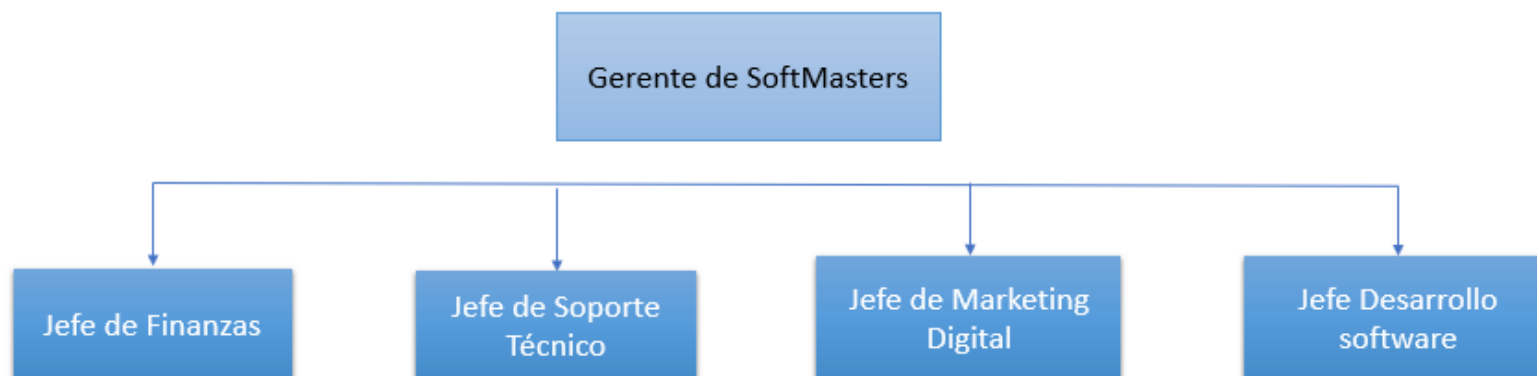 Gerente de SoftMasters
Jefe de Finanzas
Jefe de Soporte
Técnico
Jefe de Marketing
Digital
Jefe Desarrollo
software